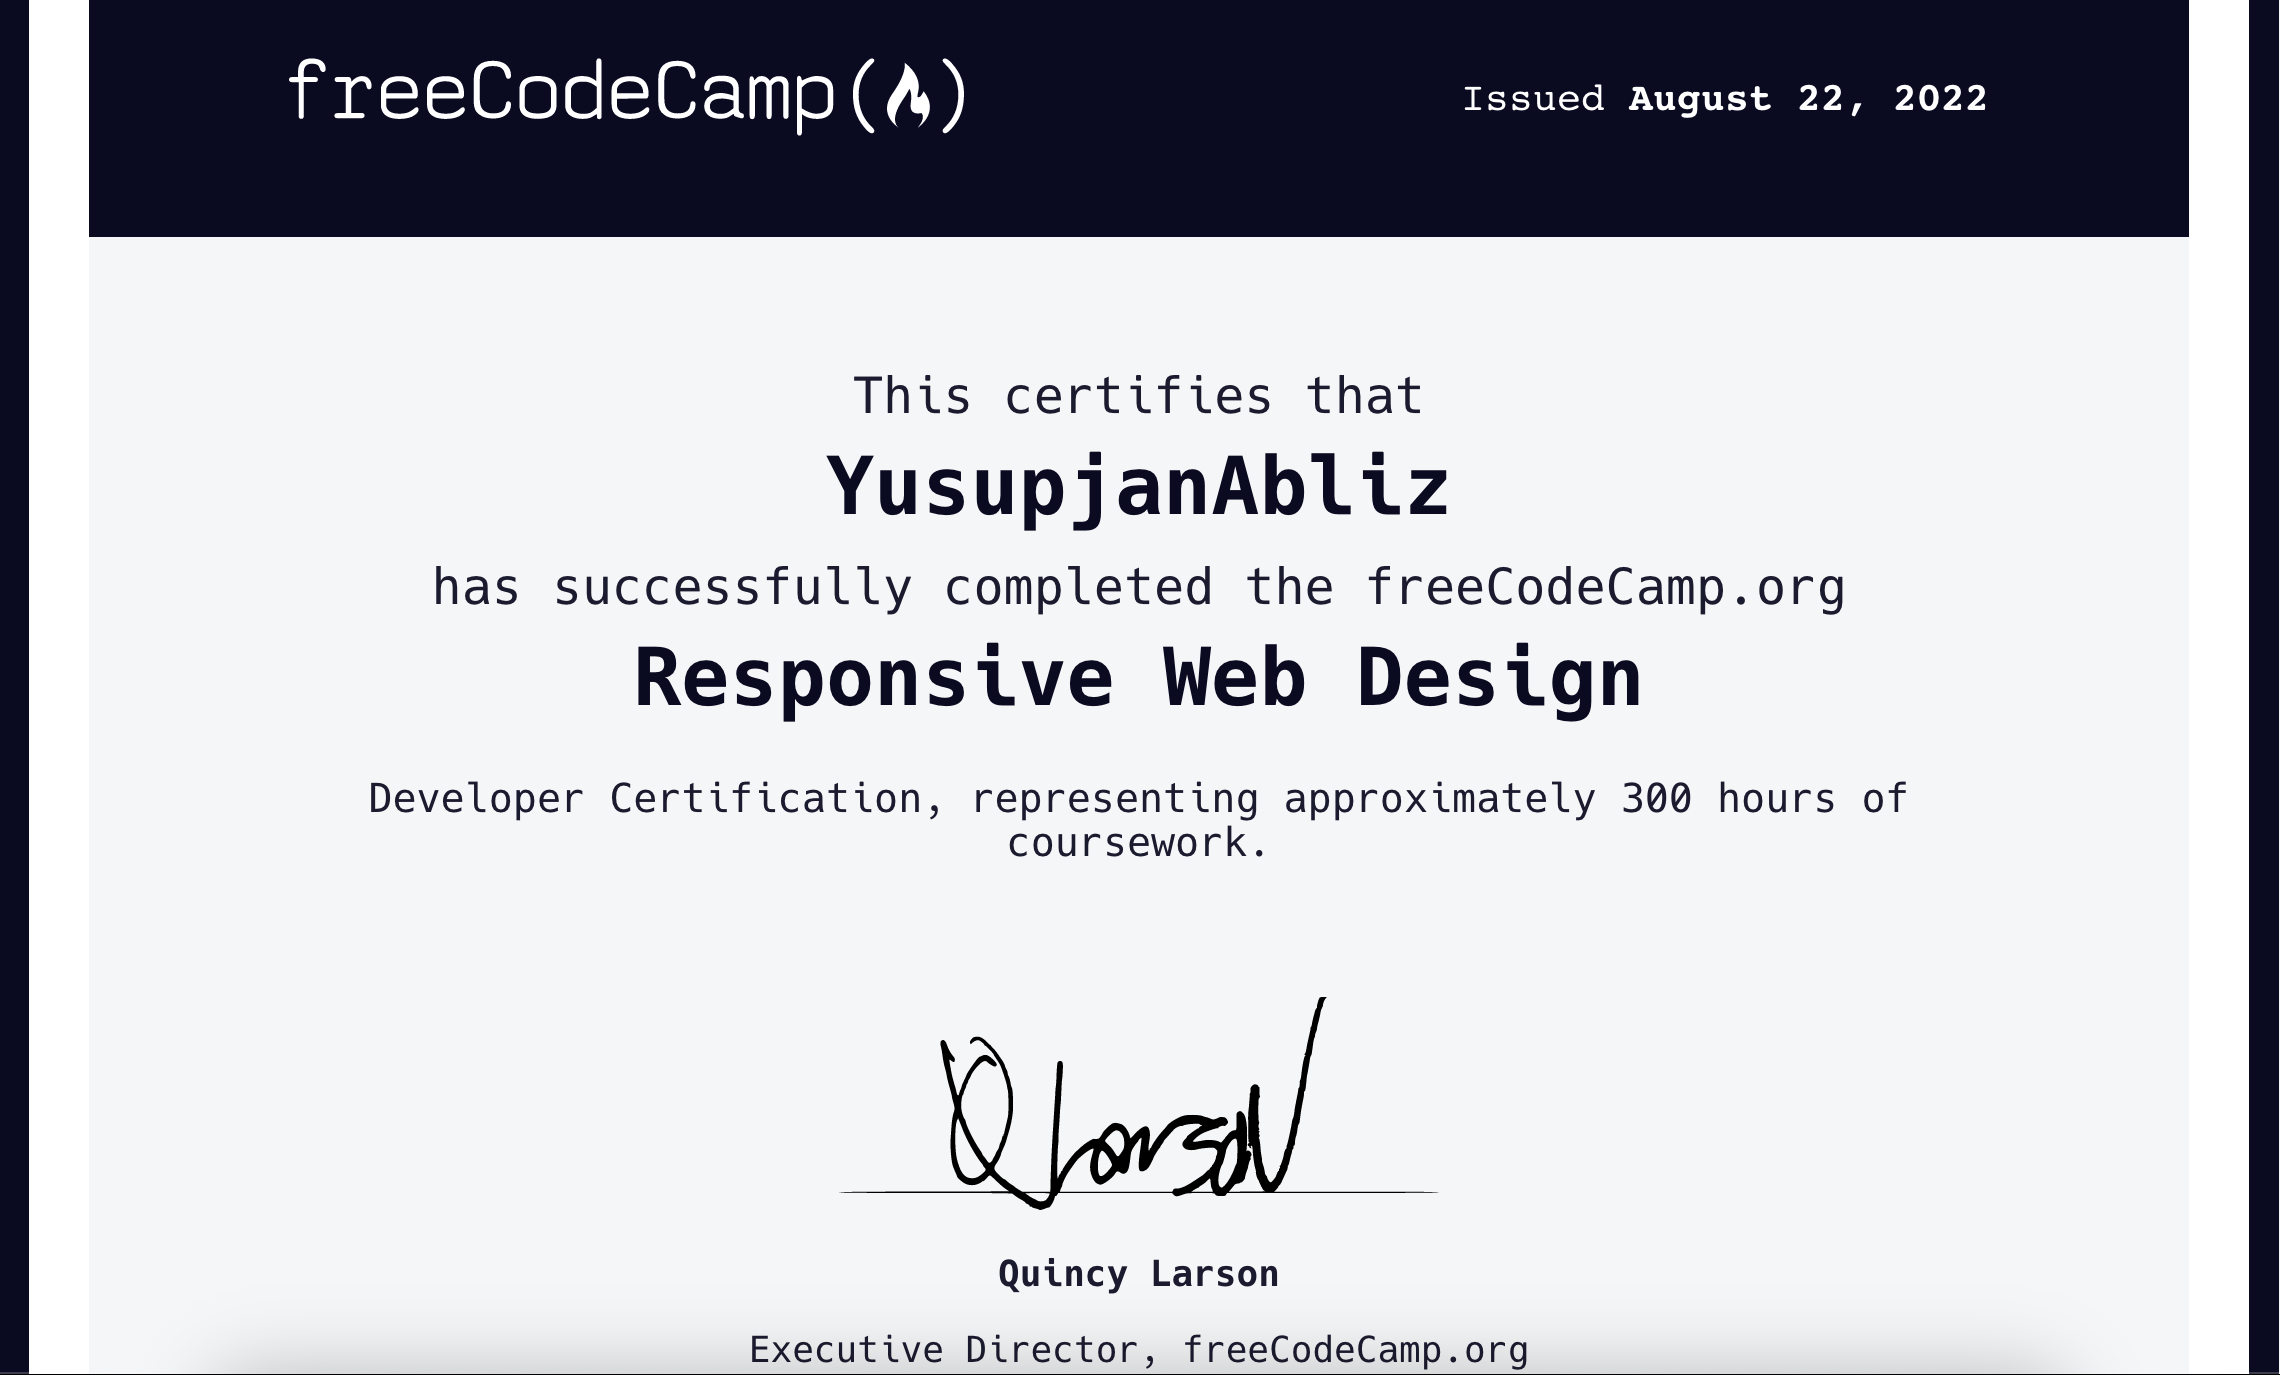 freeCodeCamp(🔥)
Issued August 22, 2022
This certifies that
YusupjanAbliz
has successfully completed the freeCodeCamp.org
Responsive Web Design
Developer Certification, representing approximately 300 hours of
coursework.
QLarson
Quincy Larson
Executive Director, freeCodeCamp.org